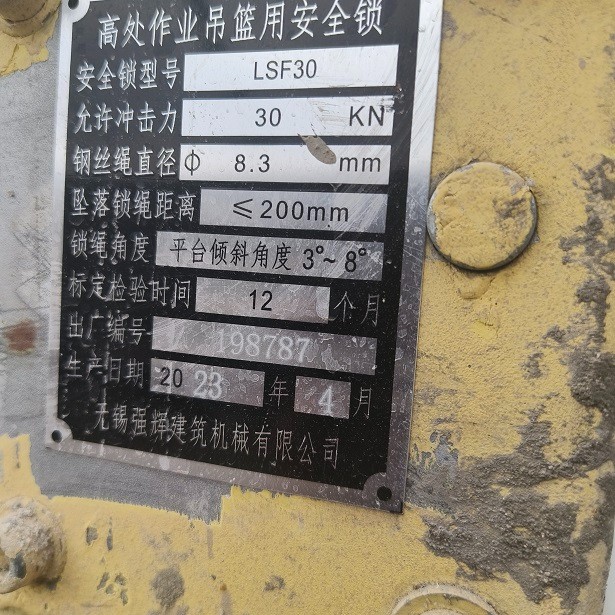 高处作业吊篮用安全锁
安全锁型号 LSF30
允许冲击力 30 KN
钢丝绳直径 ф 8.3 mm
坠落锁绳距离 ≤200mm
锁绳角度 平台倾斜角度 3°~8°
标定检验时间 12 个月
出厂编号 198787
生产日期 2023 年 4 月
无锡强辉建筑机械有限公司